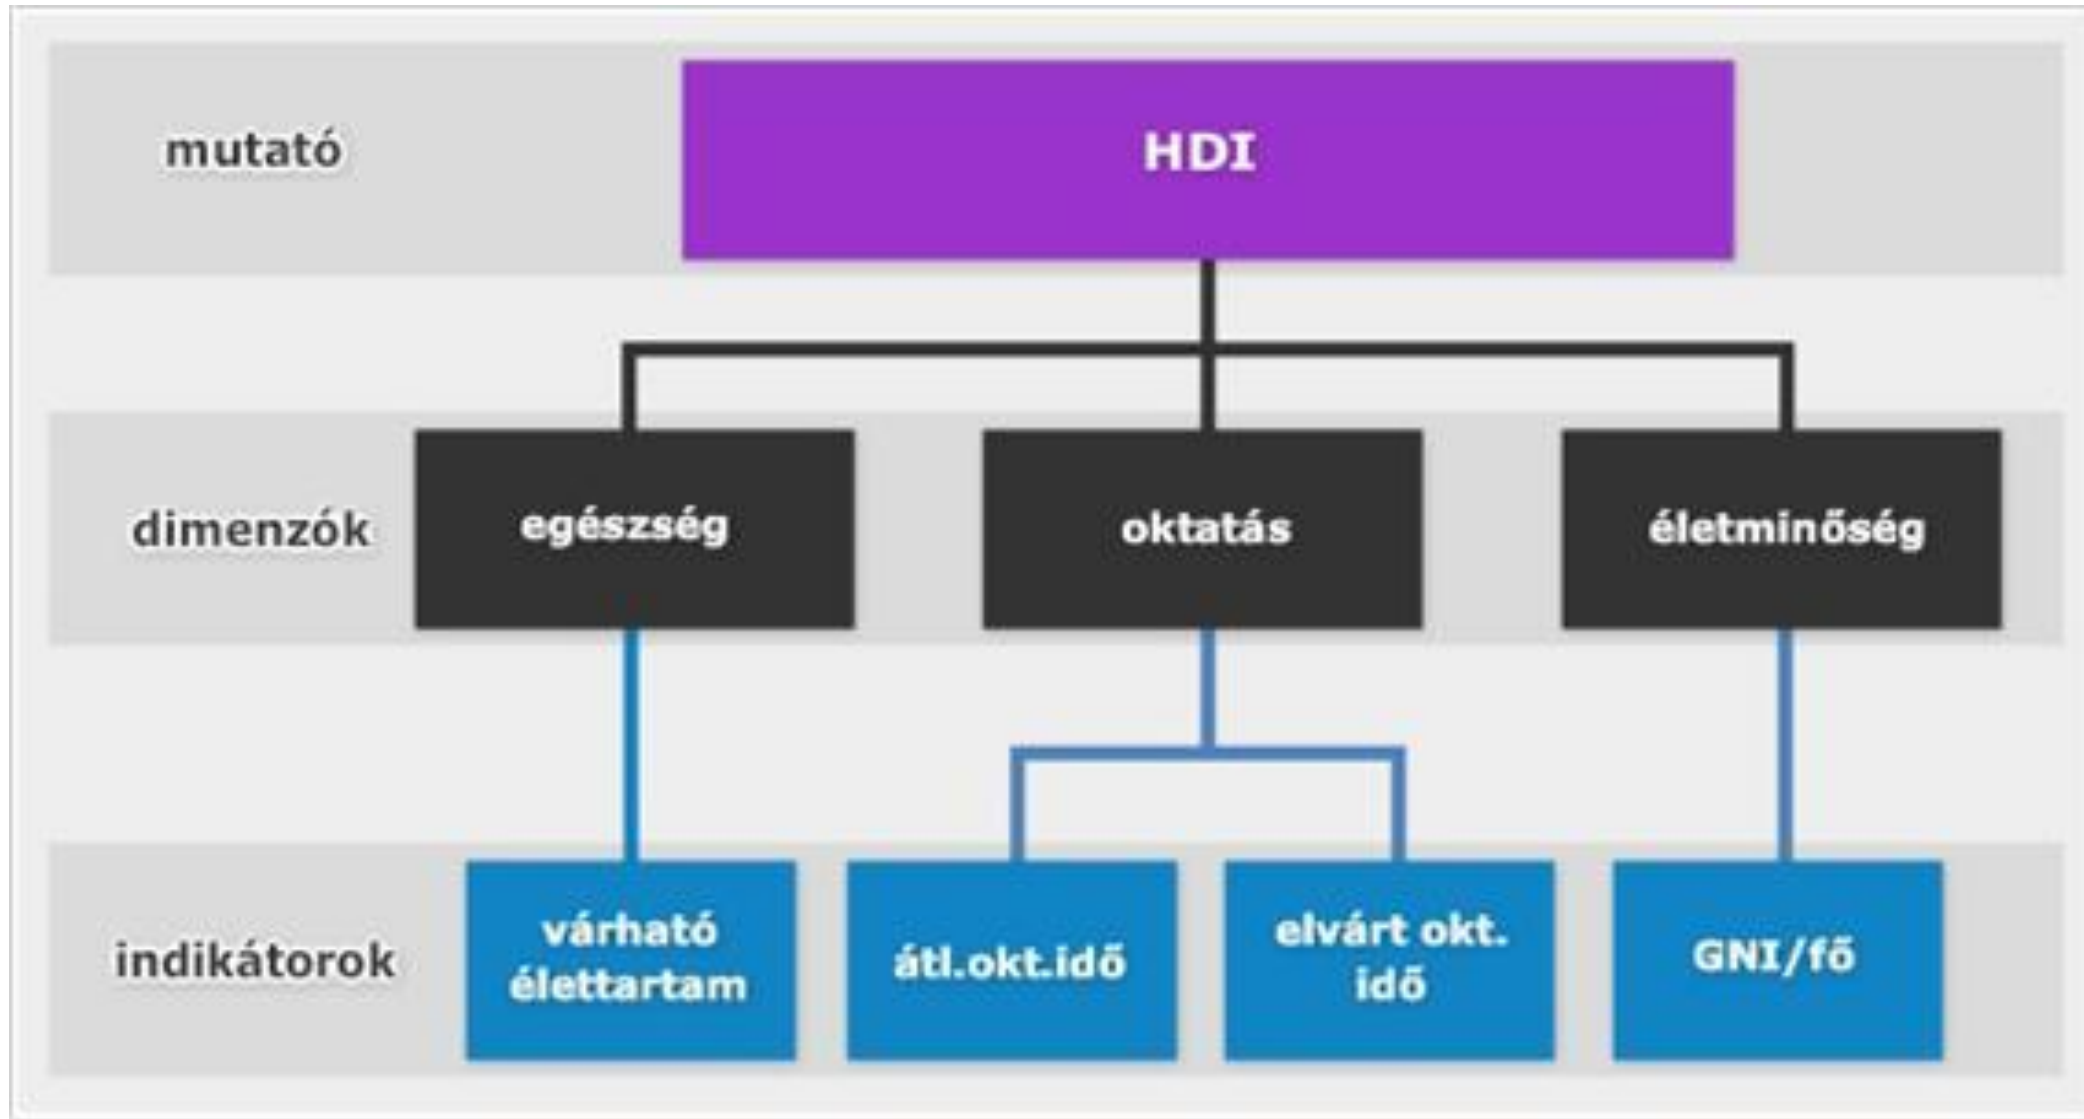 mutató
HDI
dimenzók
egészség
oktatás
életminőség
indikátorok
várható
élettartam
átl.okt.idő
elvárt okt.
idő
GNI/fő